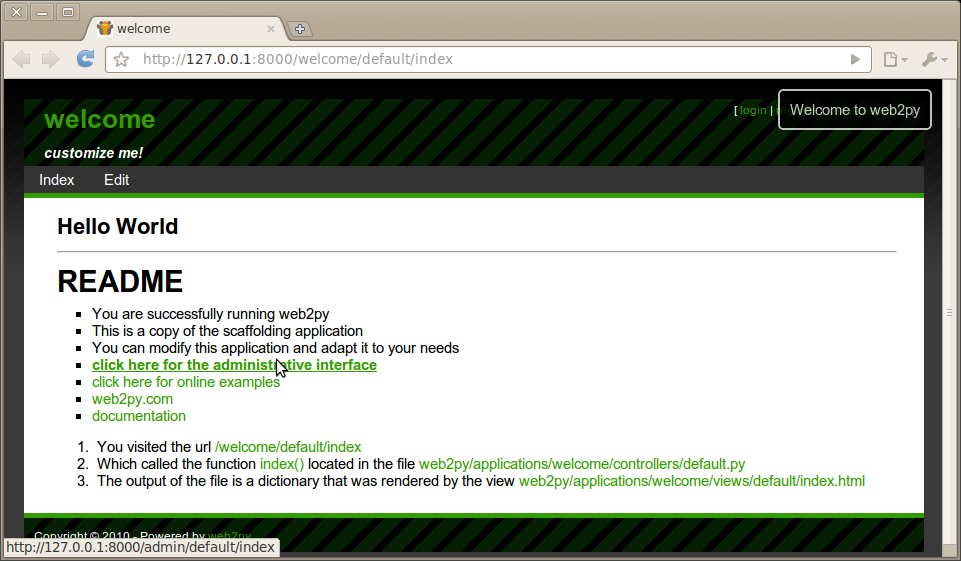 welcome
http://127.0.0.1:8000/welcome/default/index
welcome
[ login |
Welcome to web2py
customize me!
Index Edit
Hello World
README
You are successfully running web2py
This is a copy of the scaffolding application
You can modify this application and adapt it to your needs
click here for the administrative interface
click here for online examples
web2py.com
documentation
1. You visited the url /welcome/default/index
2. Which called the function index() located in the file web2py/applications/welcome/controllers/default.py
3. The output of the file is a dictionary that was rendered by the view web2py/applications/welcome/views/default/index.html
Copyright © 2010 - Powered by web2py
http://127.0.0.1:8000/admin/default/index